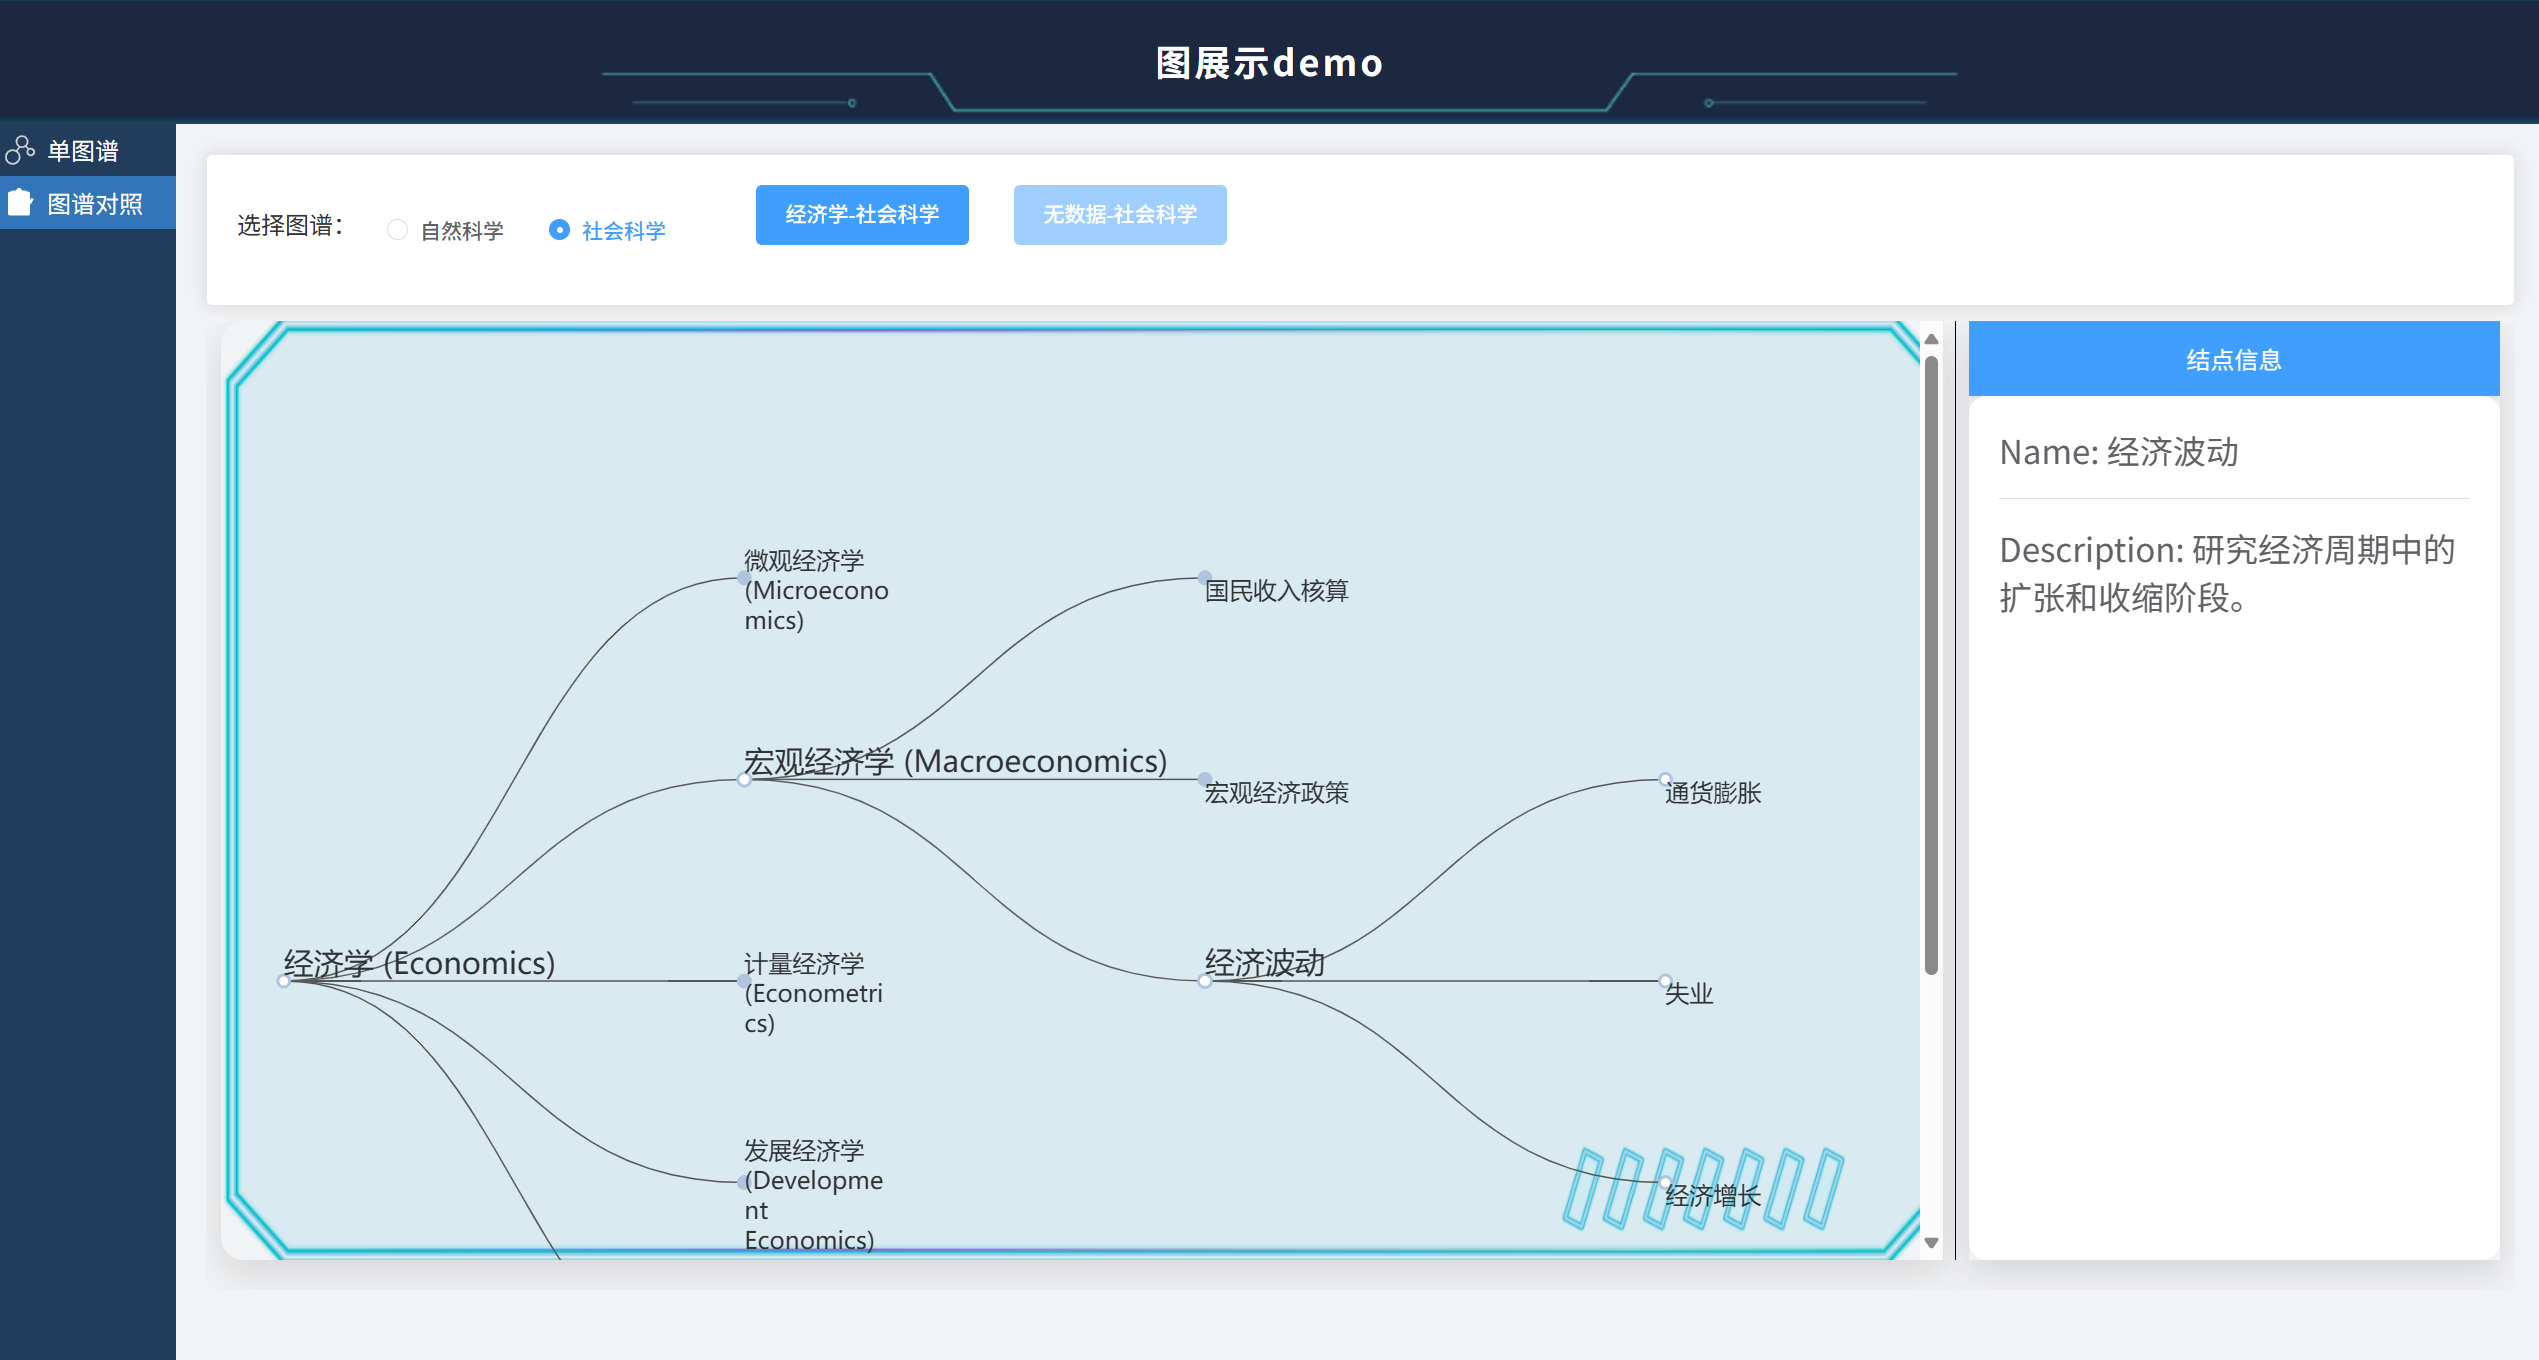 图展示demo
单图谱
图谱对照
选择图谱：
自然科学
社会科学
经济学-社会科学
无数据-社会科学
微观经济学
(Microecono
mics)
国民收入核算
宏观经济学 (Macroeconomics)
宏观经济政策
通货膨胀
经济学 (Economics)
计量经济学
(Econometri
cs)
经济波动
失业
发展经济学
(Developme
nt
Economics)
经济增长
结点信息
Name: 经济波动
Description: 研究经济周期中的
扩张和收缩阶段。